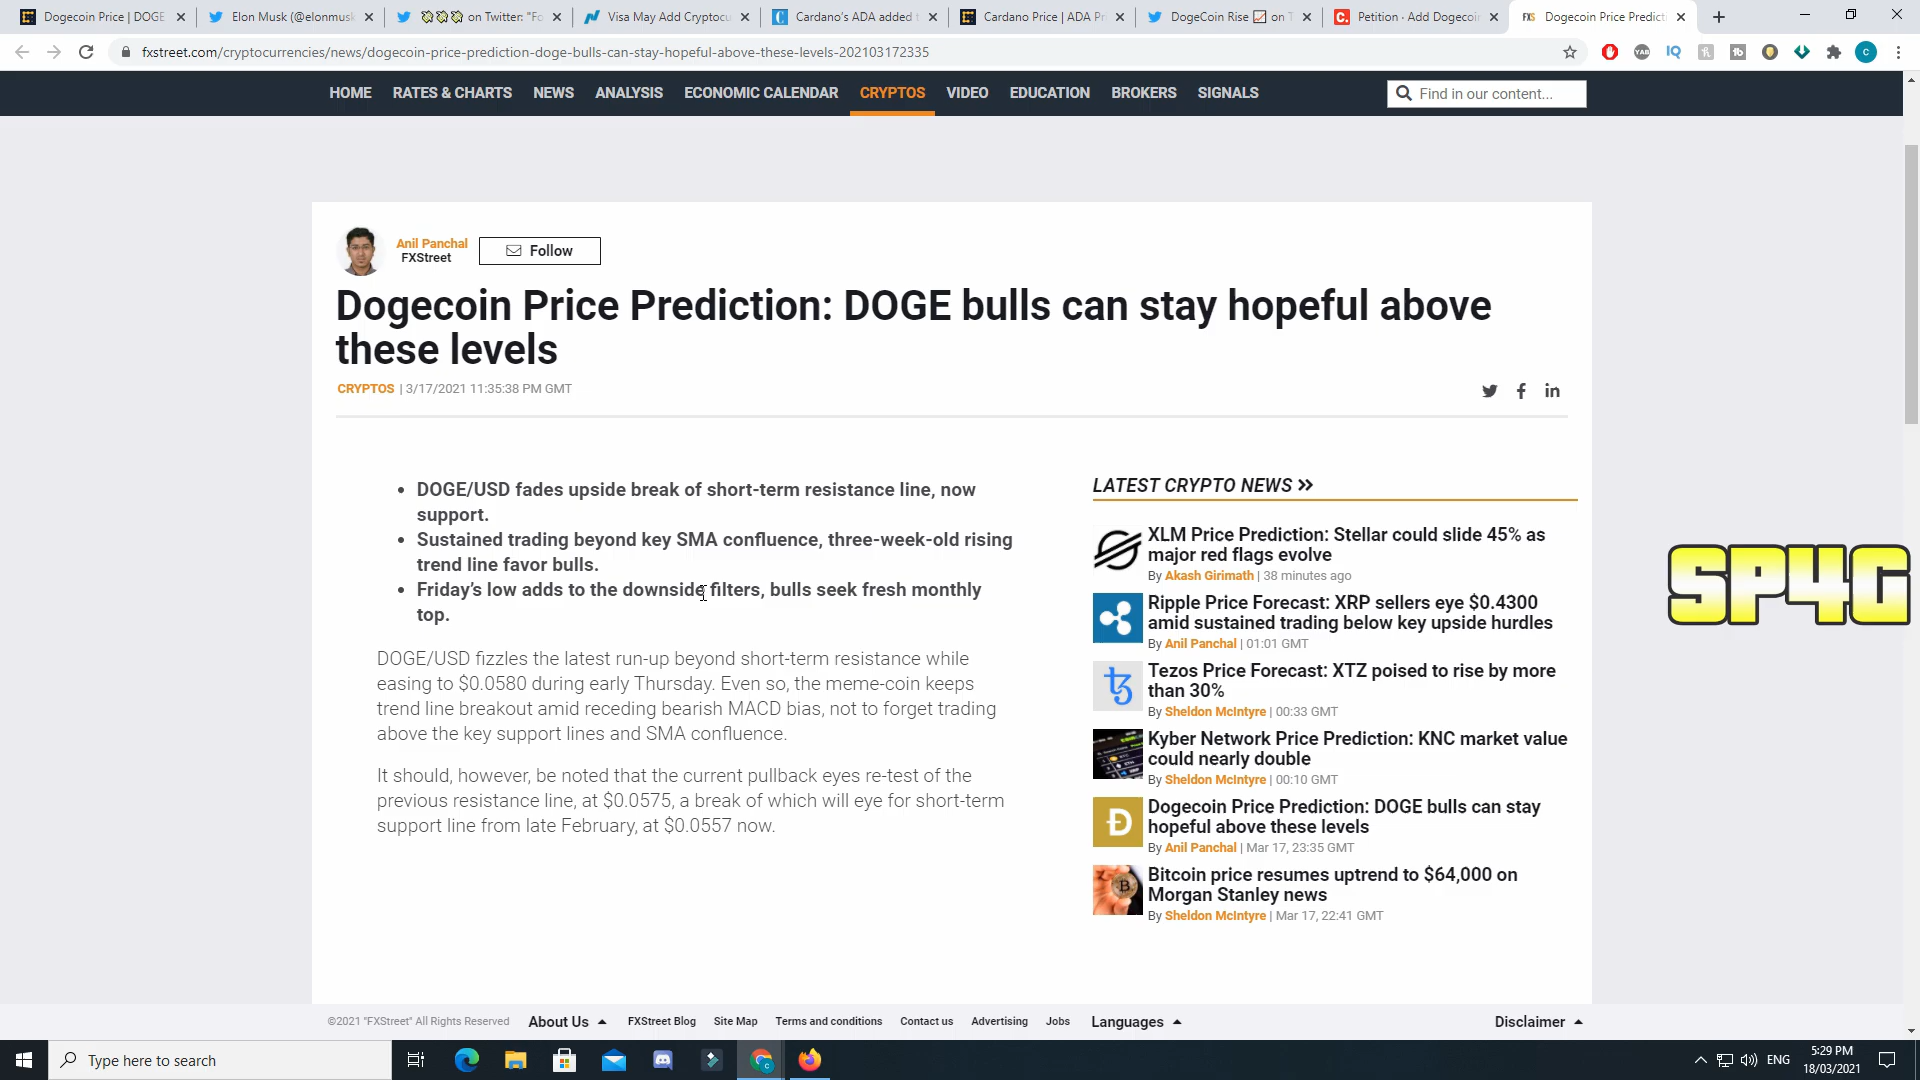 Dogecoin Price | DOGE
Elon Musk (@elonmusk
on Twitter: "Fo
Visa May Add Cryptocu
Cardano's ADA added t
Cardano Price | ADA Pr
DogeCoin Rise 📈 on T
Petition · Add Dogecoi
Dogecoin Price Predict
fxstreet.com/cryptocurrencies/news/dogecoin-price-prediction-doge-bulls-can-stay-hopeful-above-these-levels-202103172335
HOME RATES & CHARTS NEWS ANALYSIS ECONOMIC CALENDAR CRYPTOS VIDEO EDUCATION BROKERS SIGNALS
Find in our content...
Anil Panchal
FXStreet
Follow
Dogecoin Price Prediction: DOGE bulls can stay hopeful above
these levels
CRYPTOS | 3/17/2021 11:35:38 PM GMT
• DOGE/USD fades upside break of short-term resistance line, now
support.
• Sustained trading beyond key SMA confluence, three-week-old rising
trend line favor bulls.
• Friday's low adds to the downside filters, bulls seek fresh monthly
top.
DOGE/USD fizzles the latest run-up beyond short-term resistance while
easing to $0.0580 during early Thursday. Even so, the meme-coin keeps
trend line breakout amid receding bearish MACD bias, not to forget trading
above the key support lines and SMA confluence.
It should, however, be noted that the current pullback eyes re-test of the
previous resistance line, at $0.0575, a break of which will eye for short-term
support line from late February, at $0.0557 now.
LATEST CRYPTO NEWS
XLM Price Prediction: Stellar could slide 45% as
major red flags evolve
By Akash Girimath | 38 minutes ago
Ripple Price Forecast: XRP sellers eye $0.4300
amid sustained trading below key upside hurdles
By Anil Panchal | 01:01 GMT
Tezos Price Forecast: XTZ poised to rise by more
than 30%
By Sheldon McIntyre | 00:33 GMT
Kyber Network Price Prediction: KNC market value
could nearly double
By Sheldon McIntyre | 00:10 GMT
Dogecoin Price Prediction: DOGE bulls can stay
hopeful above these levels
By Anil Panchal | Mar 17, 23:35 GMT
Bitcoin price resumes uptrend to $64,000 on
Morgan Stanley news
By Sheldon McIntyre | Mar 17, 22:41 GMT
SP4G
©2021 "FXStreet" All Rights Reserved About Us FXStreet Blog Site Map Terms and conditions Contact us Advertising Jobs Languages Disclaimer
Type here to search
ENG
5:29 PM
18/03/2021